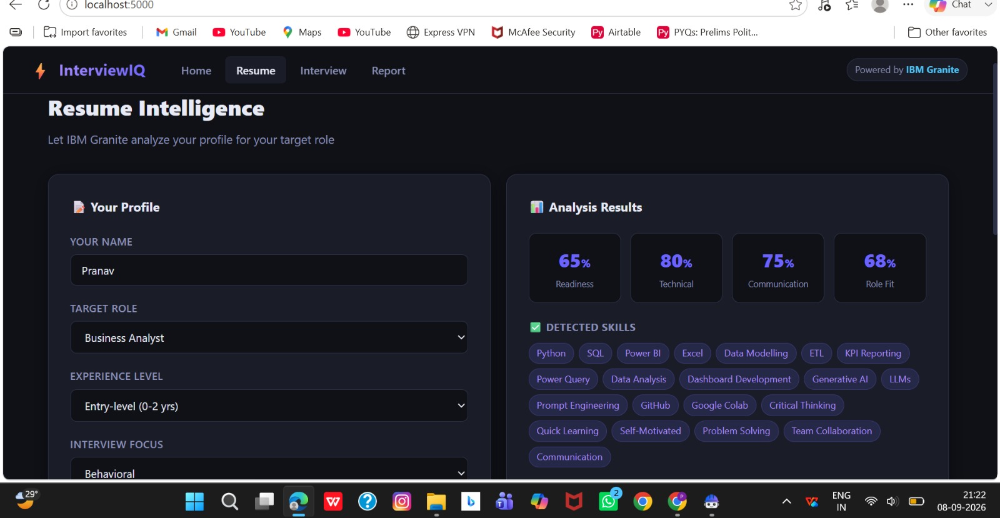 localhost:5000
Chat
Import favorites
Gmail
YouTube
Maps
YouTube
Express VPN
McAfee Security
Py Airtable
Py PYQs: Prelims Polit...
Other favorites
InterviewIQ
Home
Resume
Interview
Report
Powered by IBM Granite
Resume Intelligence
Let IBM Granite analyze your profile for your target role
Your Profile
YOUR NAME
Pranav
TARGET ROLE
Business Analyst
EXPERIENCE LEVEL
Entry-level (0-2 yrs)
INTERVIEW FOCUS
Behavioral
Analysis Results
65%
Readiness
80%
Technical
75%
Communication
68%
Role Fit
DETECTED SKILLS
Python
SQL
Power BI
Excel
Data Modelling
ETL
KPI Reporting
Power Query
Data Analysis
Dashboard Development
Generative AI
LLMs
Prompt Engineering
GitHub
Google Colab
Critical Thinking
Quick Learning
Self-Motivated
Problem Solving
Team Collaboration
Communication
29°
2
ENG
IN
21:22
08-09-2026